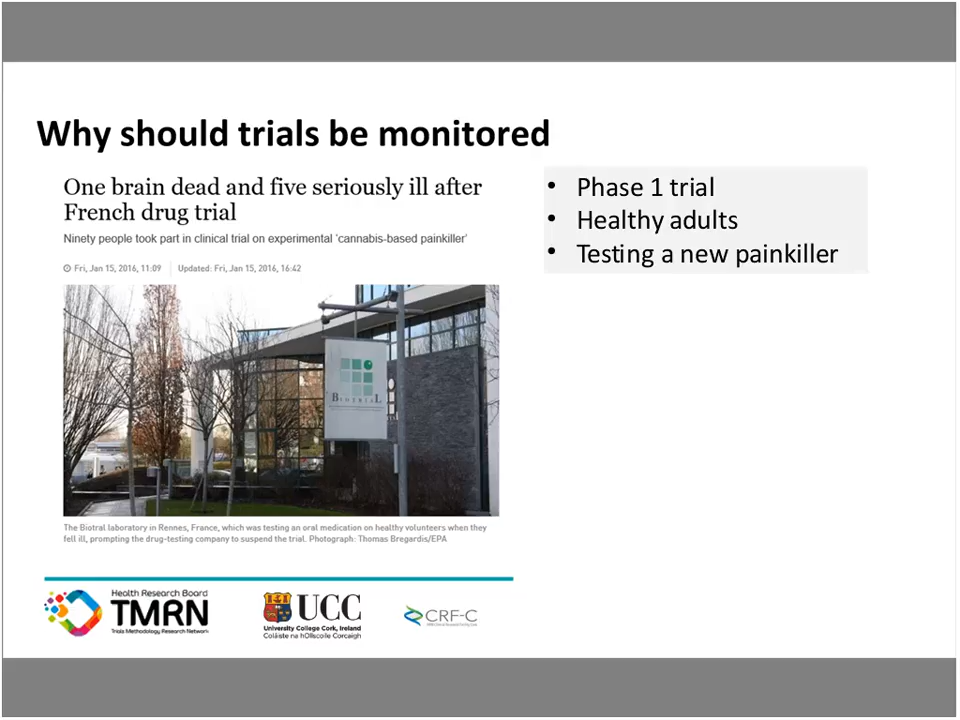 Why should trials be monitored
One brain dead and five seriously ill after
French drug trial
Ninety people took part in clinical trial on experimental 'cannabis-based painkiller'
Fri, Jan 15, 2016, 11:09 Updated: Fri, Jan 15, 2016, 16:42
BIOTRIAL
The Biotral laboratory in Rennes, France, which was testing an oral medication on healthy volunteers when they
fell ill, prompting the drug-testing company to suspend the trial. Photograph: Thomas Bregardis/EPA
• Phase 1 trial
• Healthy adults
• Testing a new painkiller
Health Research Board
TMRN
Trials Methodology Research Network
UCC
University College Cork, Ireland
Coláiste na hOllscoile Corcaigh
CRF-C